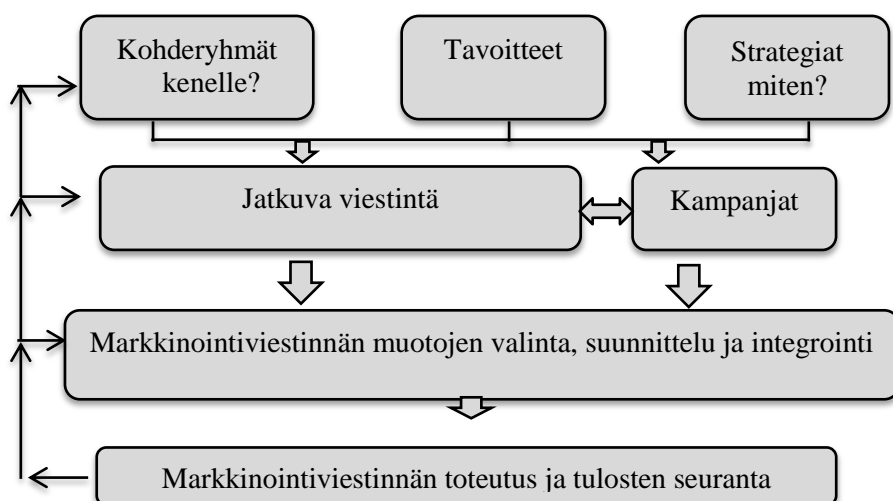 Kohderyhmät
kenelle?
Tavoitteet
Strategiat
miten?
Jatkuva viestintä
Kampanjat
Markkinointiviestinnän muotojen valinta, suunnittelu ja integrointi
Markkinointiviestinnän toteutus ja tulosten seuranta